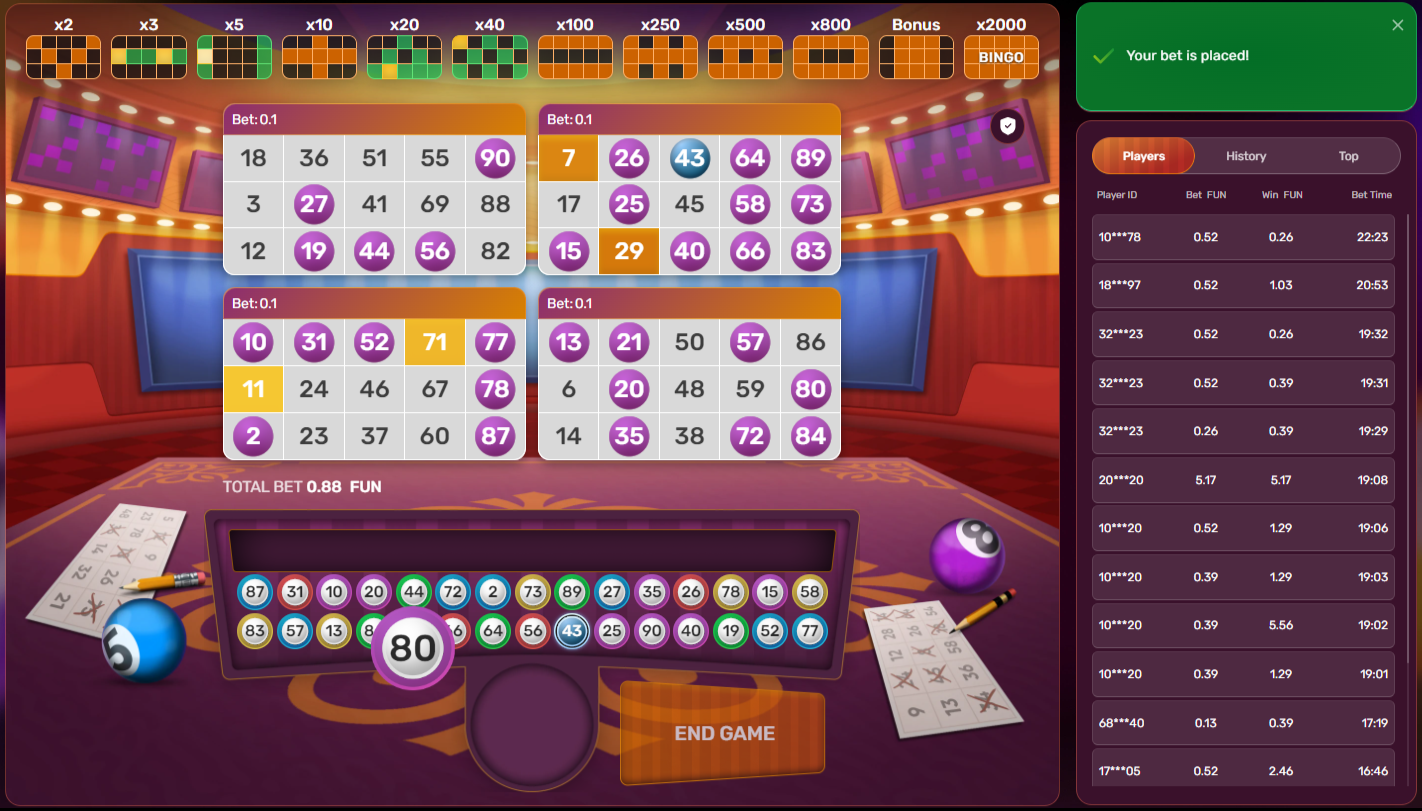 x2 x3 x5 x10 x20 x40 x100 x250 x500 x800 Bonus x2000
BINGO
Bet: 0.1
18 36 51 55 90
3 27 41 69 88
12 19 44 56 82
Bet: 0.1
7 26 43 64 89
17 25 45 58 73
15 29 40 66 83
Bet: 0.1
10 31 52 71 77
11 24 46 67 78
2 23 37 60 87
Bet: 0.1
13 21 50 57 86
6 20 48 59 80
14 35 38 72 84
TOTAL BET 0.88 FUN
87 31 10 20 44 72 2 73 89 27 35 26 78 15 58
83 57 13 64 56 43 25 90 40 19 52 77
80
5
8
END GAME
Your bet is placed!
Players History Top
Player ID Bet FUN Win FUN Bet Time
10***78 0.52 0.26 22:23
18***97 0.52 1.03 20:53
32***23 0.52 0.26 19:32
32***23 0.52 0.39 19:31
32***23 0.26 0.39 19:29
20***20 5.17 5.17 19:08
10***20 0.52 1.29 19:06
10***20 0.39 1.29 19:03
10***20 0.39 5.56 19:02
10***20 0.39 1.29 19:01
68***40 0.13 0.39 17:19
17***05 0.52 2.46 16:46